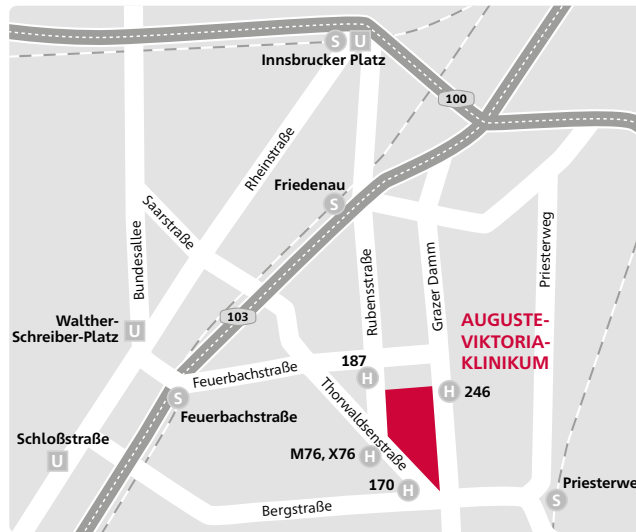 S U
Innsbrucker Platz
100
Rheinstraße
Friedenau
S
Saarstraße
Bundesallee
Rubensstraße
Grazer Damm
Priesterweg
103
Walther-
Schreiber-Platz
U
AUGUSTE-
VIKTORIA-
KLINIKUM
187
H
Feuerbachstraße
H
246
S
Feuerbachstraße
Thorwaldsenstraße
Schloßstraße
U
M76, X76
H
170
H
Bergstraße
S
Priesterwe